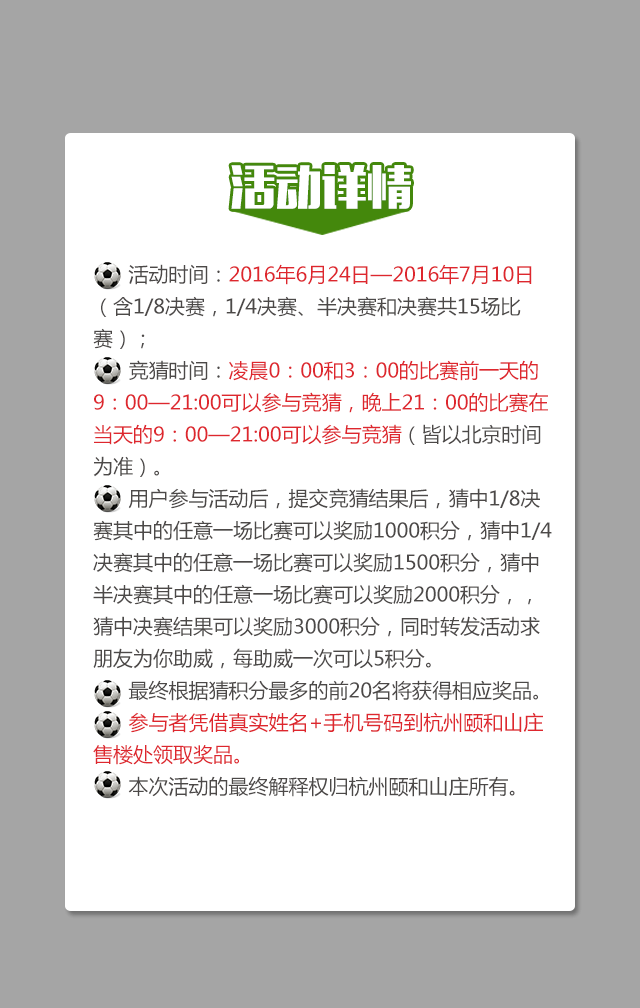 活动详情
活动时间：2016年6月24日—2016年7月10日
（含1/8决赛，1/4决赛、半决赛和决赛共15场比
赛）；
竞猜时间：凌晨0：00和3：00的比赛前一天的
9：00—21:00可以参与竞猜，晚上21：00的比赛在
当天的9：00—21:00可以参与竞猜（皆以北京时间
为准）。
用户参与活动后，提交竞猜结果后，猜中1/8决
赛其中的任意一场比赛可以奖励1000积分，猜中1/4
决赛其中的任意一场比赛可以奖励1500积分，猜中
半决赛其中的任意一场比赛可以奖励2000积分，，
猜中决赛结果可以奖励3000积分，同时转发活动求
朋友为你助威，每助威一次可以5积分。
最终根据猜积分最多的前20名将获得相应奖品。
参与者凭借真实姓名+手机号码到杭州颐和山庄
售楼处领取奖品。
本次活动的最终解释权归杭州颐和山庄所有。